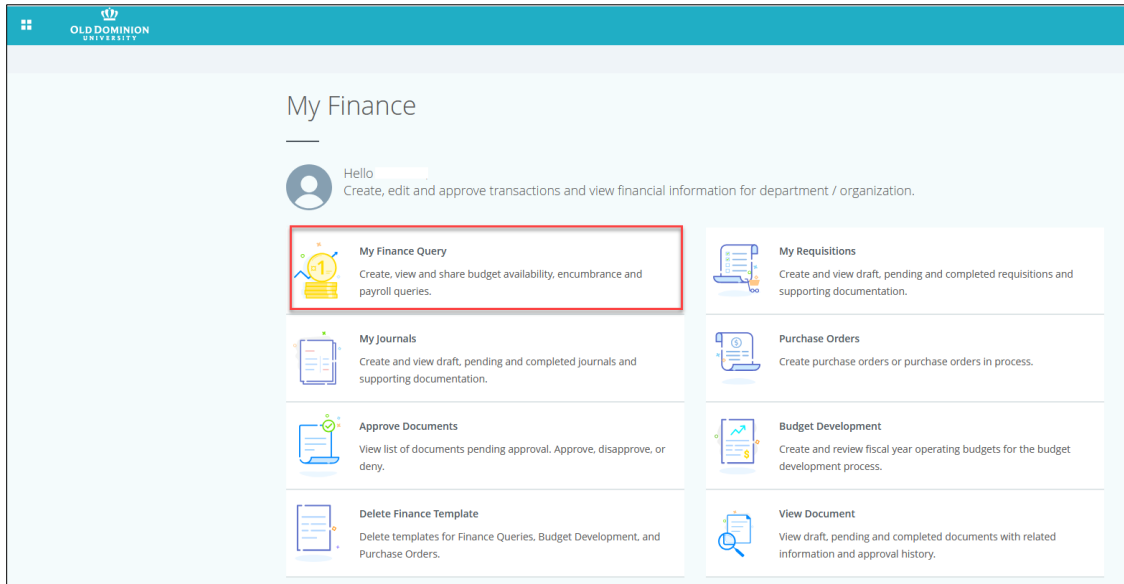 OLD DOMINION
UNIVERSITY
My Finance
Hello
Create, edit and approve transactions and view financial information for department / organization.
My Finance Query
Create, view and share budget availability, encumbrance and
payroll queries.
My Requisitions
Create and view draft, pending and completed requisitions and
supporting documentation.
My Journals
Create and view draft, pending and completed journals and
supporting documentation.
Purchase Orders
Create purchase orders or purchase orders in process.
Approve Documents
View list of documents pending approval. Approve, disapprove, or
deny.
Budget Development
Create and review fiscal year operating budgets for the budget
development process.
Delete Finance Template
Delete templates for Finance Queries, Budget Development, and
Purchase Orders.
View Document
View draft, pending and completed documents with related
information and approval history.